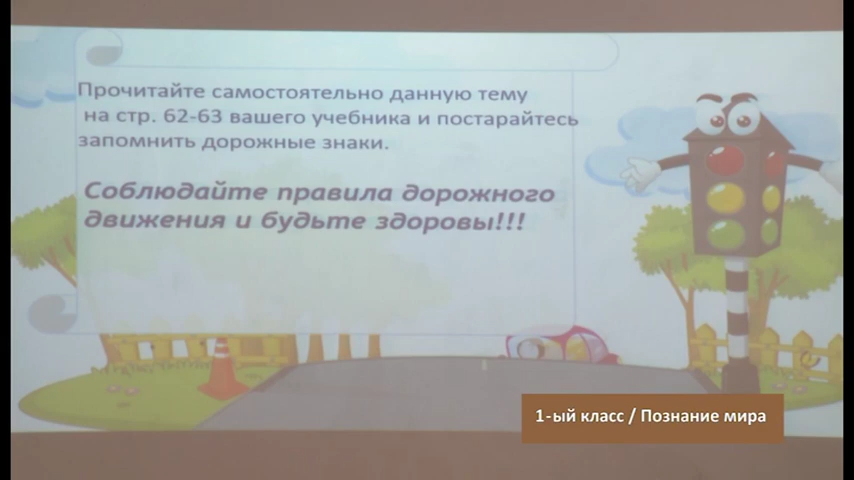 Прочитайте самостоятельно данную тему
на стр. 62-63 вашего учебника и постарайтесь
запомнить дорожные знаки.
Соблюдайте правила дорожного
движения и будьте здоровы!!!
1-ый класс / Познание мира